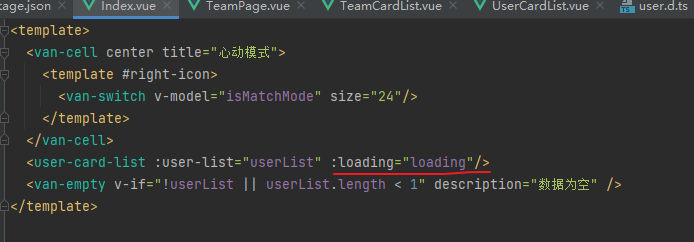 tage.json Index.vue TeamPage.vue TeamCardList.vue UserCardList.vue user.d.ts
<template>
<van-cell center title="心动模式">
<template #right-icon>
<van-switch v-model="isMatchMode" size="24"/>
</template>
</van-cell>
<user-card-list :user-list="userList" :loading="loading"/>
<van-empty v-if="!userList || userList.length < 1" description="数据为空" />
</template>